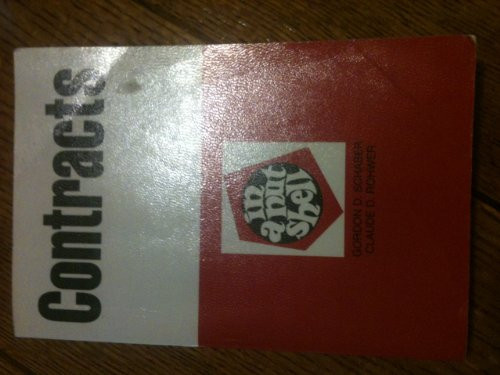 Contracts
in
a nut
shell
GORDON D. SCHABER
CLAUDE D. ROHWER